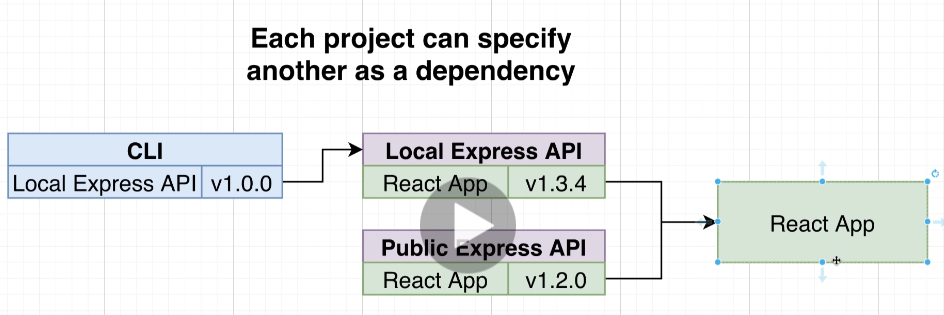 Each project can specify
another as a dependency
CLI
Local Express API v1.0.0
Local Express API
React App v1.3.4
Public Express API
React App v1.2.0
React App